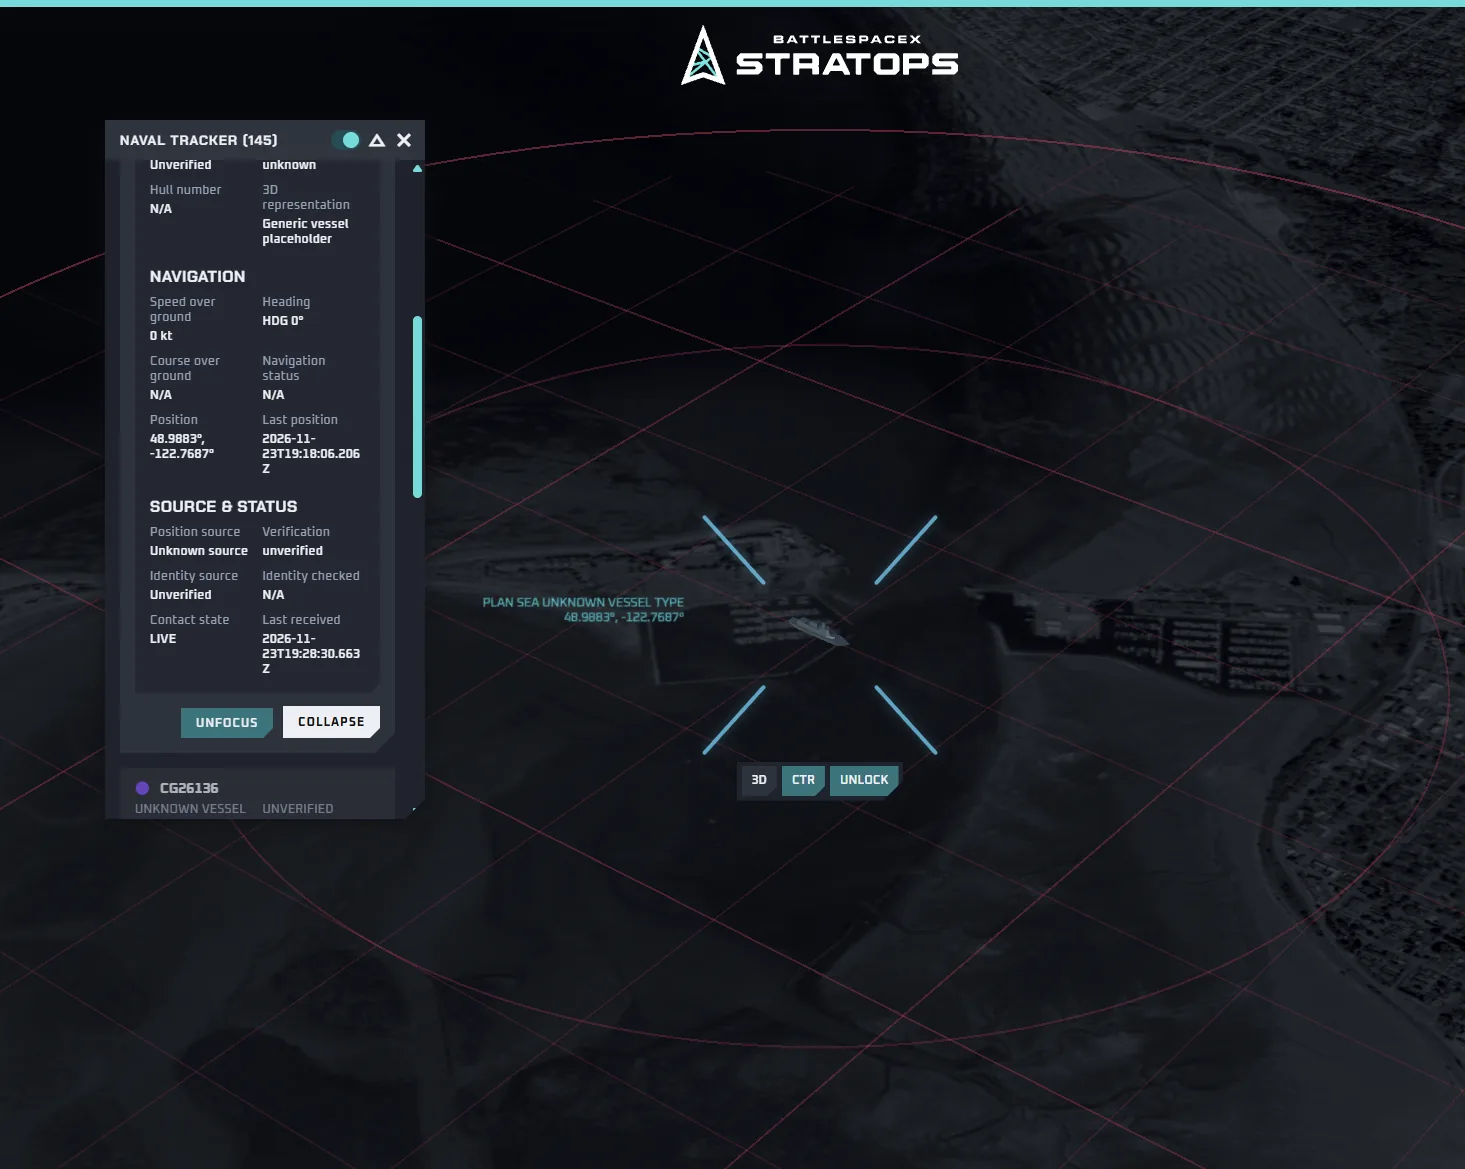 BATTLESPACEX
STRATOPS
NAVAL TRACKER (145)
Unverified
unknown
Hull number
N/A
3D
representation
Generic vessel
placeholder
NAVIGATION
Speed over
ground
0 kt
Heading
HDG 0°
Course over
ground
N/A
Navigation
status
N/A
Position
48.9883°,
-122.7687°
Last position
2026-11-
23T19:18:06.206
Z
SOURCE & STATUS
Position source
Unknown source
Verification
unverified
Identity source
Unverified
Identity checked
N/A
Contact state
LIVE
Last received
2026-11-
23T19:28:30.663
Z
UNFOCUS
COLLAPSE
CG26136
UNKNOWN VESSEL
UNVERIFIED
PLAN SEA UNKNOWN VESSEL TYPE
48.9883°, -122.7687°
3D
CTR
UNLOCK